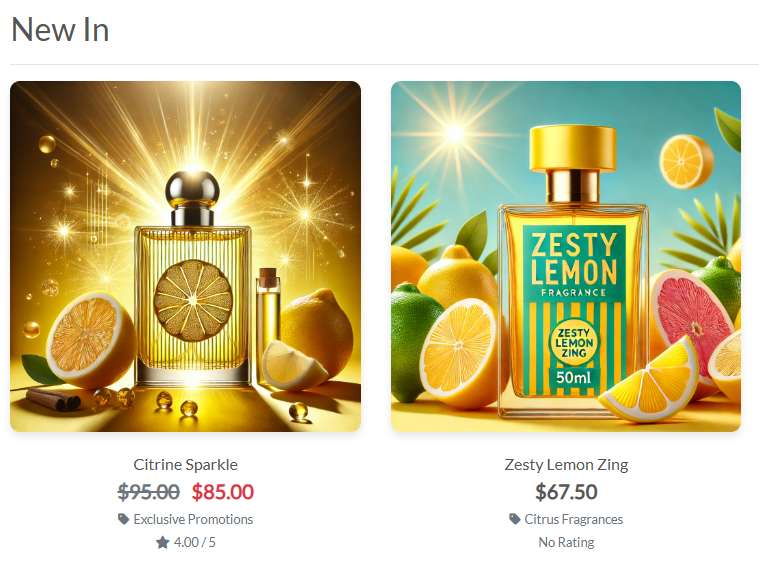 New In
ZESTY
LEMON
FRAGRANCE
ZESTY
LEMON
ZING
50ml
Citrine Sparkle
$95.00 $85.00
Exclusive Promotions
4.00 / 5
Zesty Lemon Zing
$67.50
Citrus Fragrances
No Rating